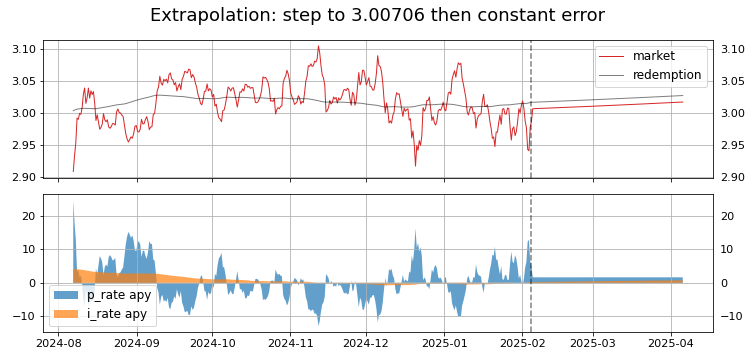 Extrapolation: step to 3.00706 then constant error
3.10 3.10
market
redemption
3.05 3.05
3.00 3.00
2.95 2.95
2.90 2.90
20 20
10 10
0 0
p_rate apy
i_rate apy
−10 −10
2024-08 2024-09 2024-10 2024-11 2024-12 2025-01 2025-02 2025-03 2025-04